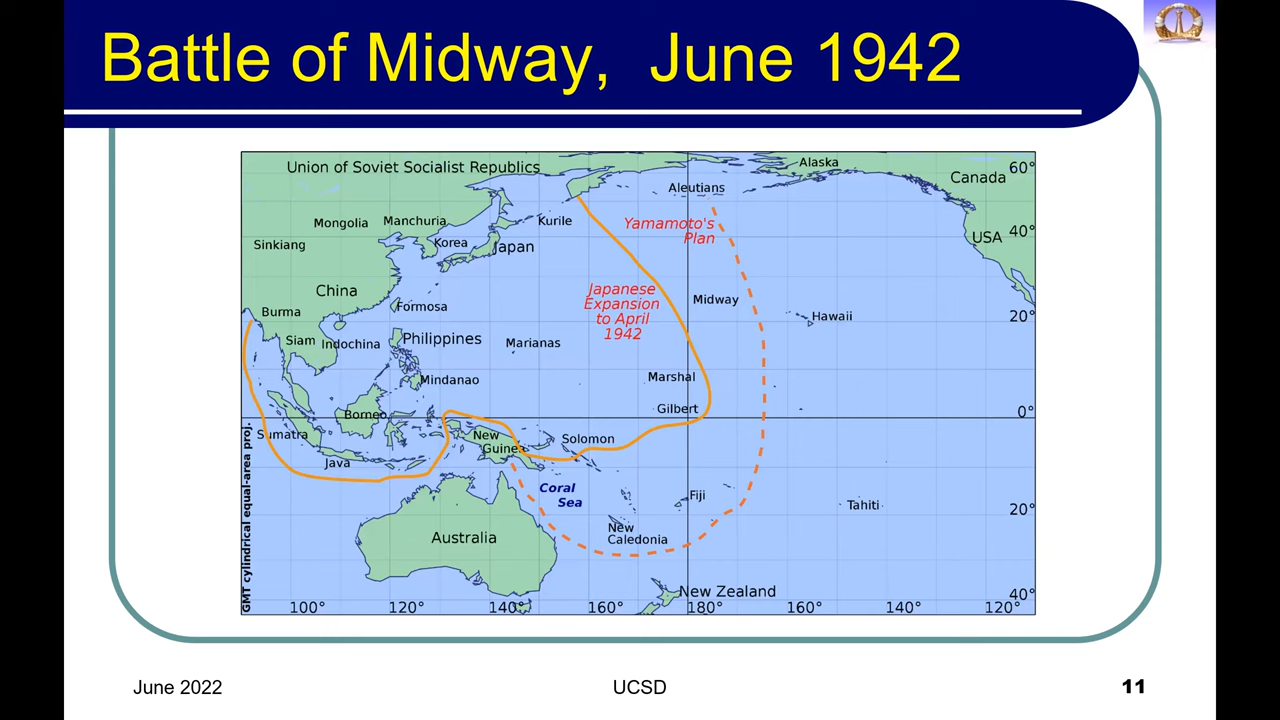 Battle of Midway, June 1942
Union of Soviet Socialist Republics
Alaska
60°
Canada
Aleutians
Mongolia
Manchuria
Kurile
Yamamoto's
Plan
USA
40°
Sinkiang
Korea
Japan
China
Japanese
Expansion
to April
1942
Midway
Formosa
Hawaii
20°
Burma
Siam
Indochina
Philippines
Marianas
Mindanao
Marshal
Gilbert
0°
Borneo
Sumatra
New
Guinea
Solomon
Java
Coral
Sea
Fiji
Tahiti
20°
New
Caledonia
Australia
New Zealand
40°
GMT cylindrical equal-area proj.
100°
120°
140°
160°
180°
160°
140°
120°
June 2022
UCSD
11